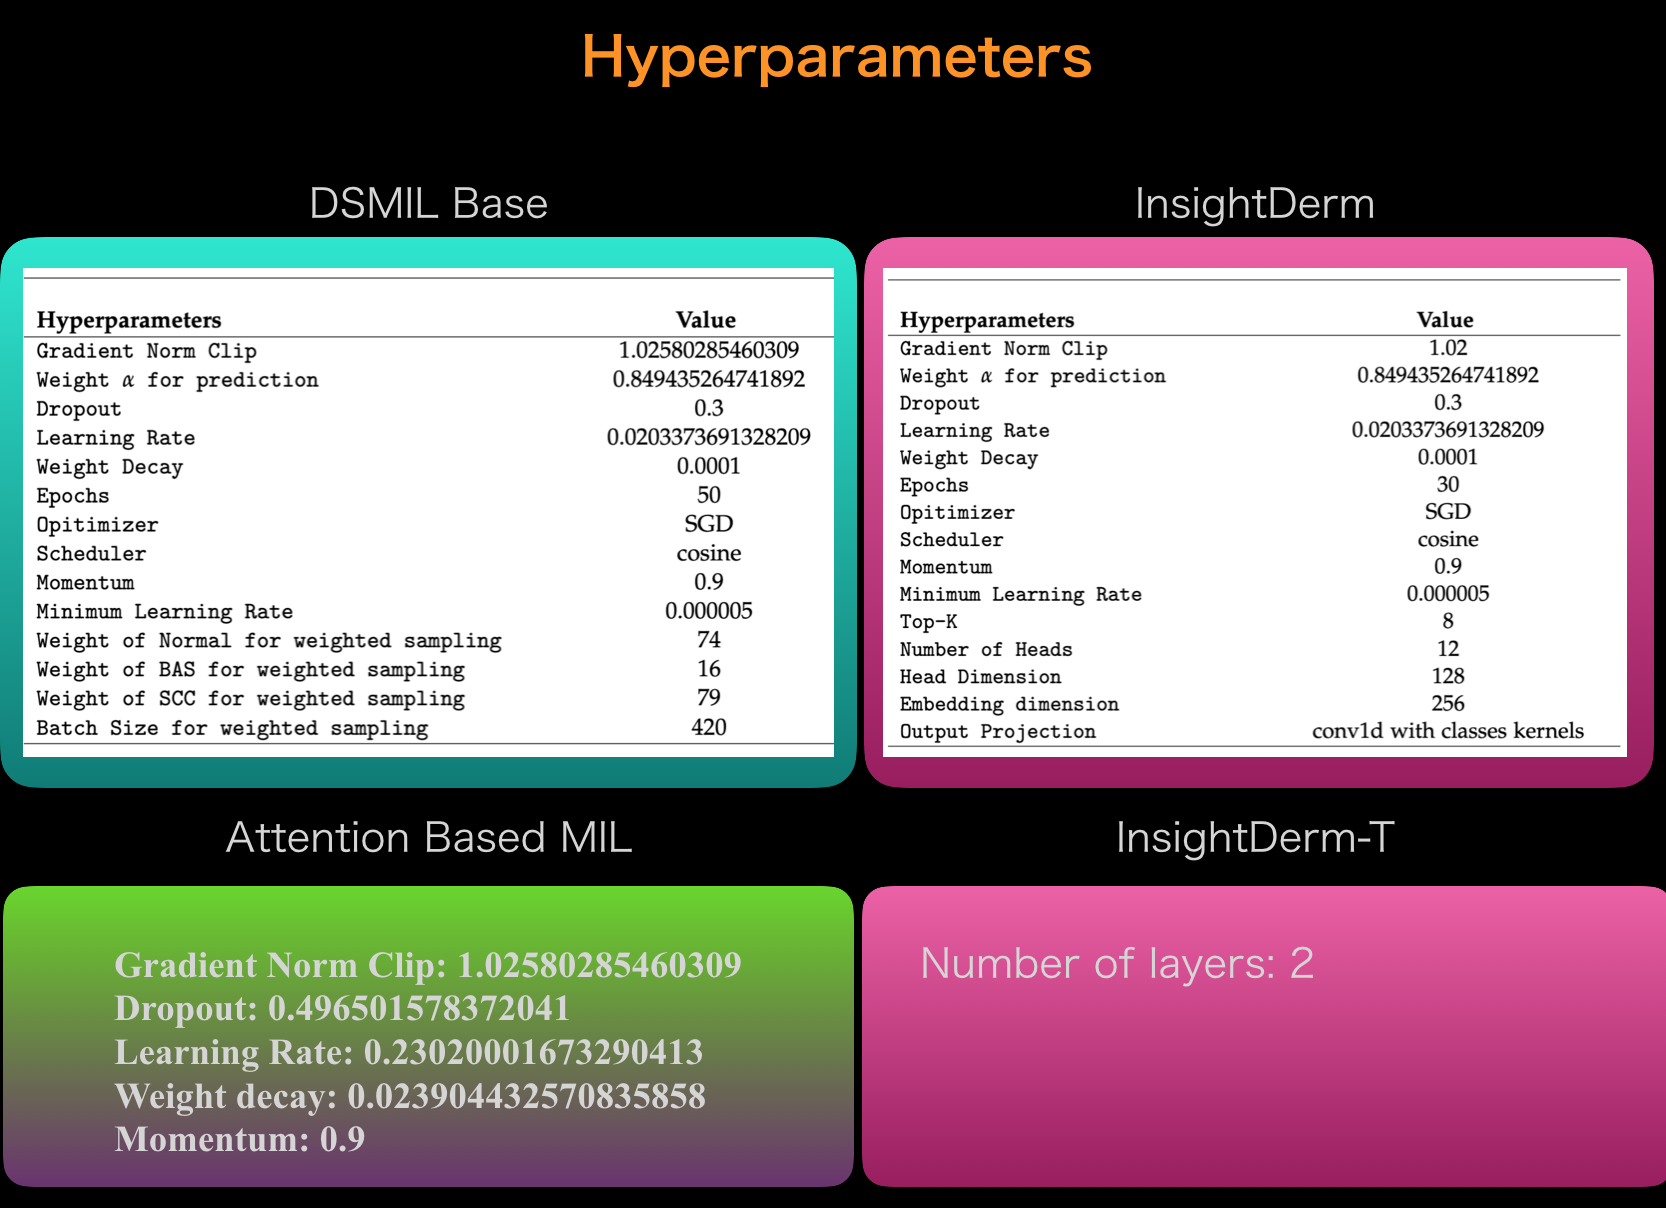 Hyperparameters
DSMIL Base
Hyperparameters Value
Gradient Norm Clip 1.02580285460309
Weight α for prediction 0.849435264741892
Dropout 0.3
Learning Rate 0.0203373691328209
Weight Decay 0.0001
Epochs 50
Opitimizer SGD
Scheduler cosine
Momentum 0.9
Minimum Learning Rate 0.000005
Weight of Normal for weighted sampling 74
Weight of BAS for weighted sampling 16
Weight of SCC for weighted sampling 79
Batch Size for weighted sampling 420
InsightDerm
Hyperparameters Value
Gradient Norm Clip 1.02
Weight α for prediction 0.849435264741892
Dropout 0.3
Learning Rate 0.0203373691328209
Weight Decay 0.0001
Epochs 30
Opitimizer SGD
Scheduler cosine
Momentum 0.9
Minimum Learning Rate 0.000005
Top-K 8
Number of Heads 12
Head Dimension 128
Embedding dimension 256
Output Projection conv1d with classes kernels
Attention Based MIL
Gradient Norm Clip: 1.02580285460309
Dropout: 0.496501578372041
Learning Rate: 0.23020001673290413
Weight decay: 0.023904432570835858
Momentum: 0.9
InsightDerm-T
Number of layers: 2